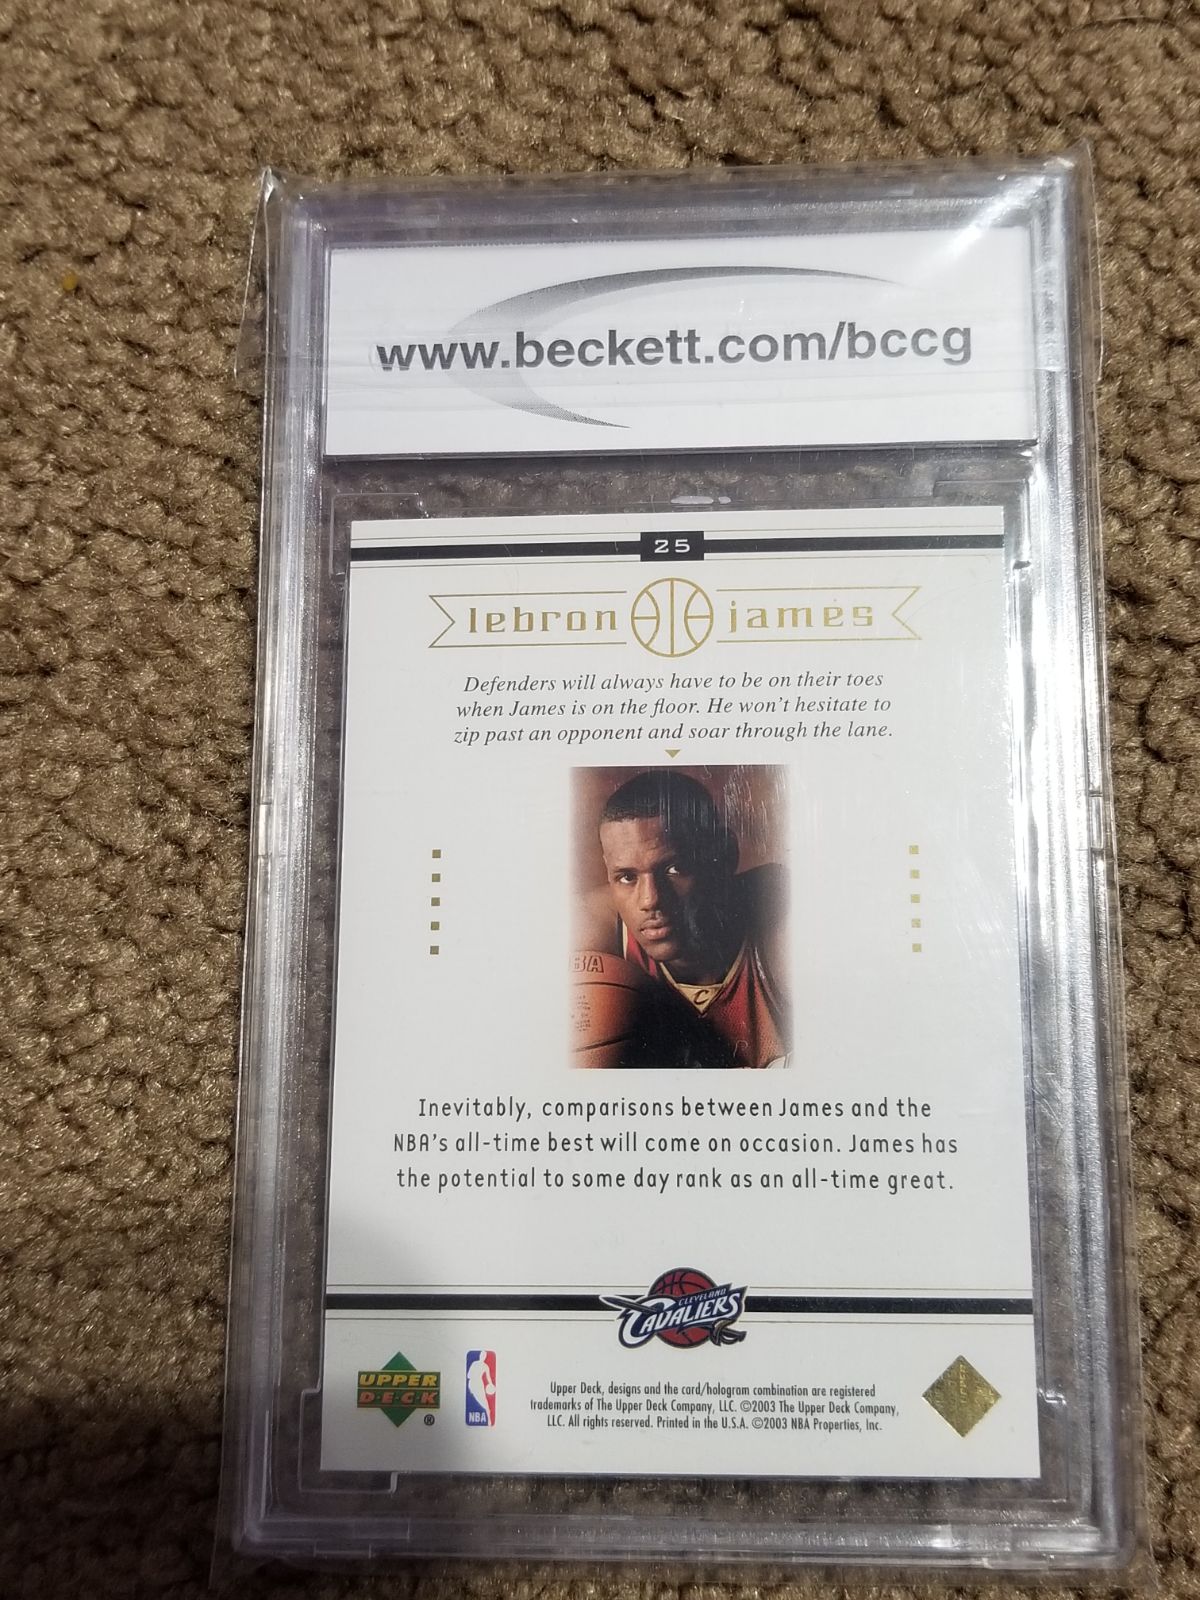 www.beckett.com/bccg
25
lebron james
Defenders will always have to be on their toes
when James is on the floor. He won't hesitate to
zip past an opponent and soar through the lane.
BA
C
Inevitably, comparisons between James and the
NBA's all-time best will come on occasion. James has
the potential to some day rank as an all-time great.
CLEVELAND
CAVALIERS
UPPER
DECK®
NBA
Upper Deck, designs and the card/hologram combination are registered
trademarks of The Upper Deck Company, LLC. ©2003 The Upper Deck Company,
LLC. All rights reserved. Printed in the U.S.A. ©2003 NBA Properties, Inc.
UPPER